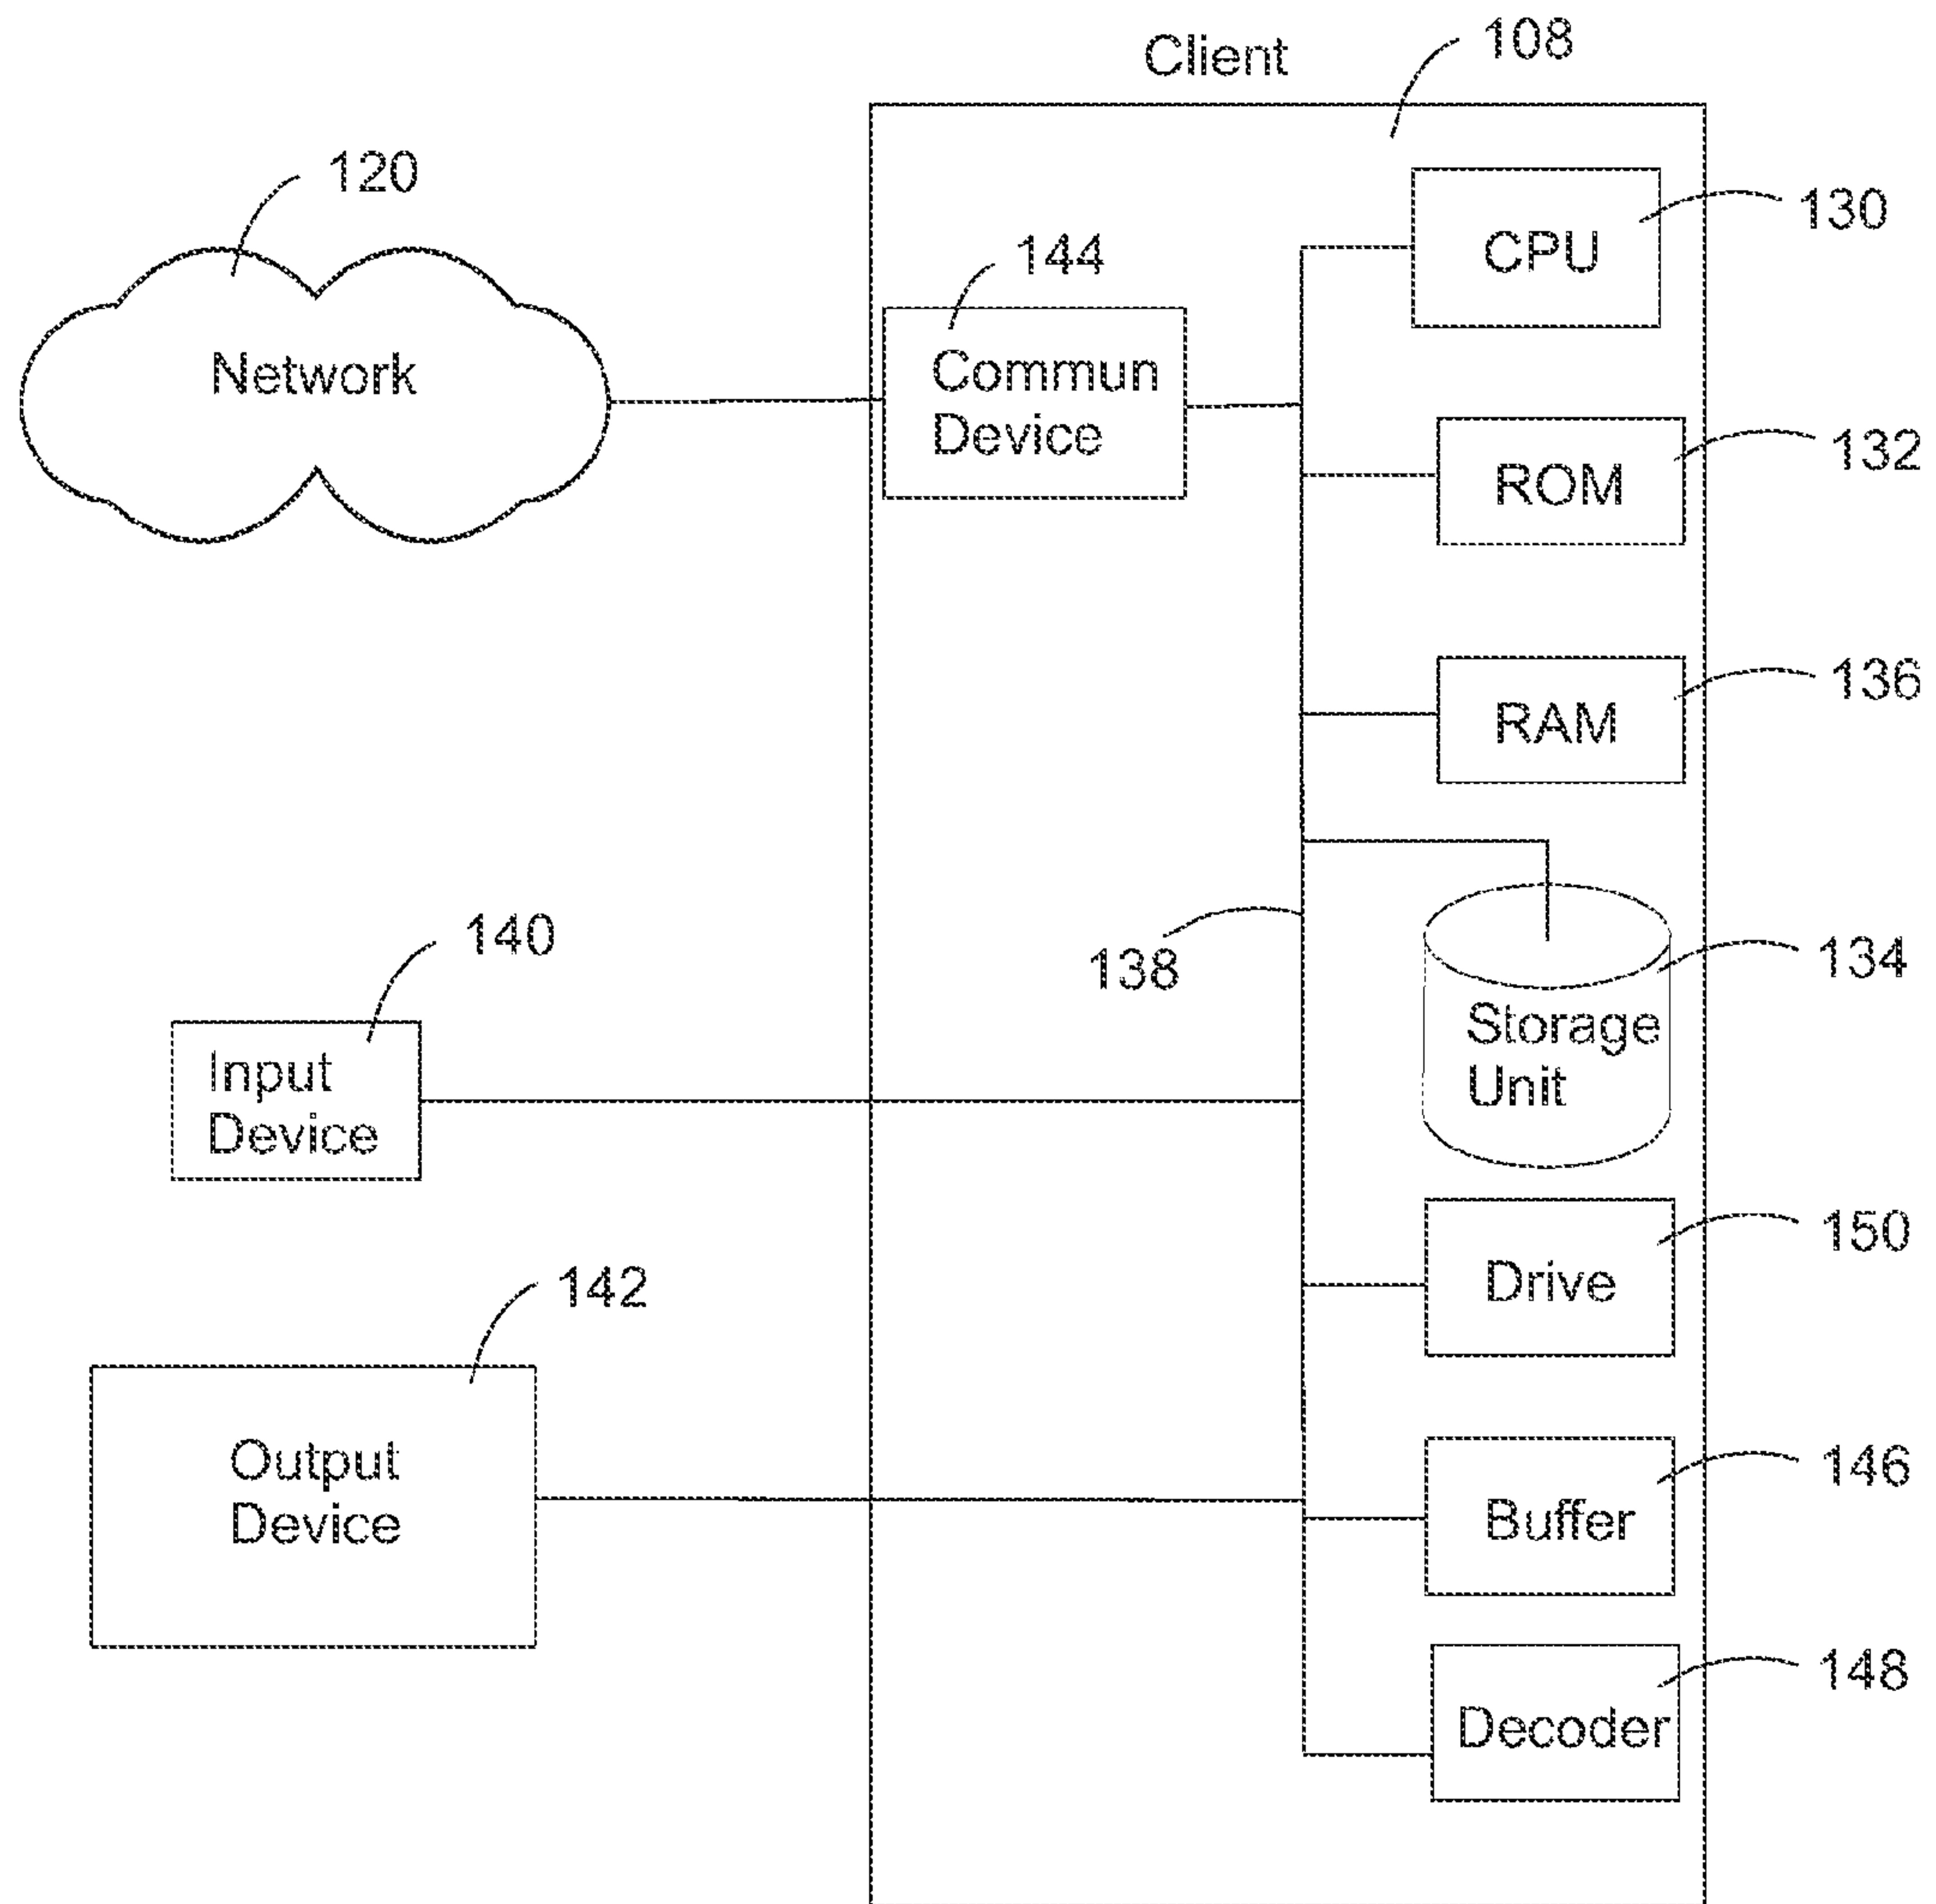 Client
108
120
130
CPU
144
Network
Commun
Device
132
ROM
136
RAM
140
138
134
Storage
Unit
Input
Device
150
Drive
142
Output
Device
146
Buffer
148
Decoder